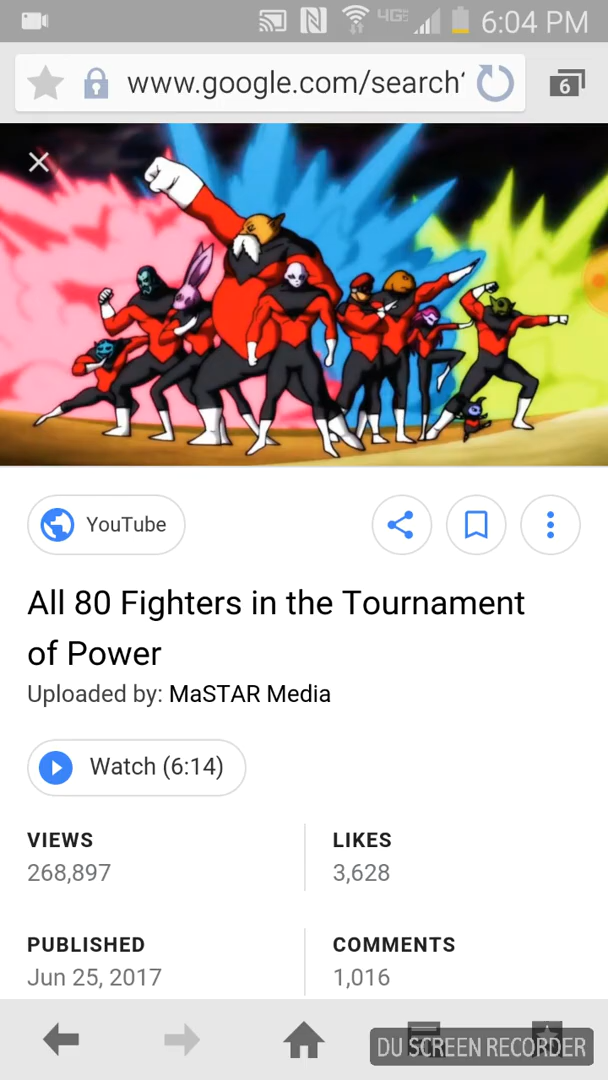 4G 6:04 PM
www.google.com/search
6
YouTube
All 80 Fighters in the Tournament
of Power
Uploaded by: MaSTAR Media
Watch (6:14)
VIEWS
LIKES
268,897
3,628
PUBLISHED
COMMENTS
Jun 25, 2017
1,016
DU SCREEN RECORDER